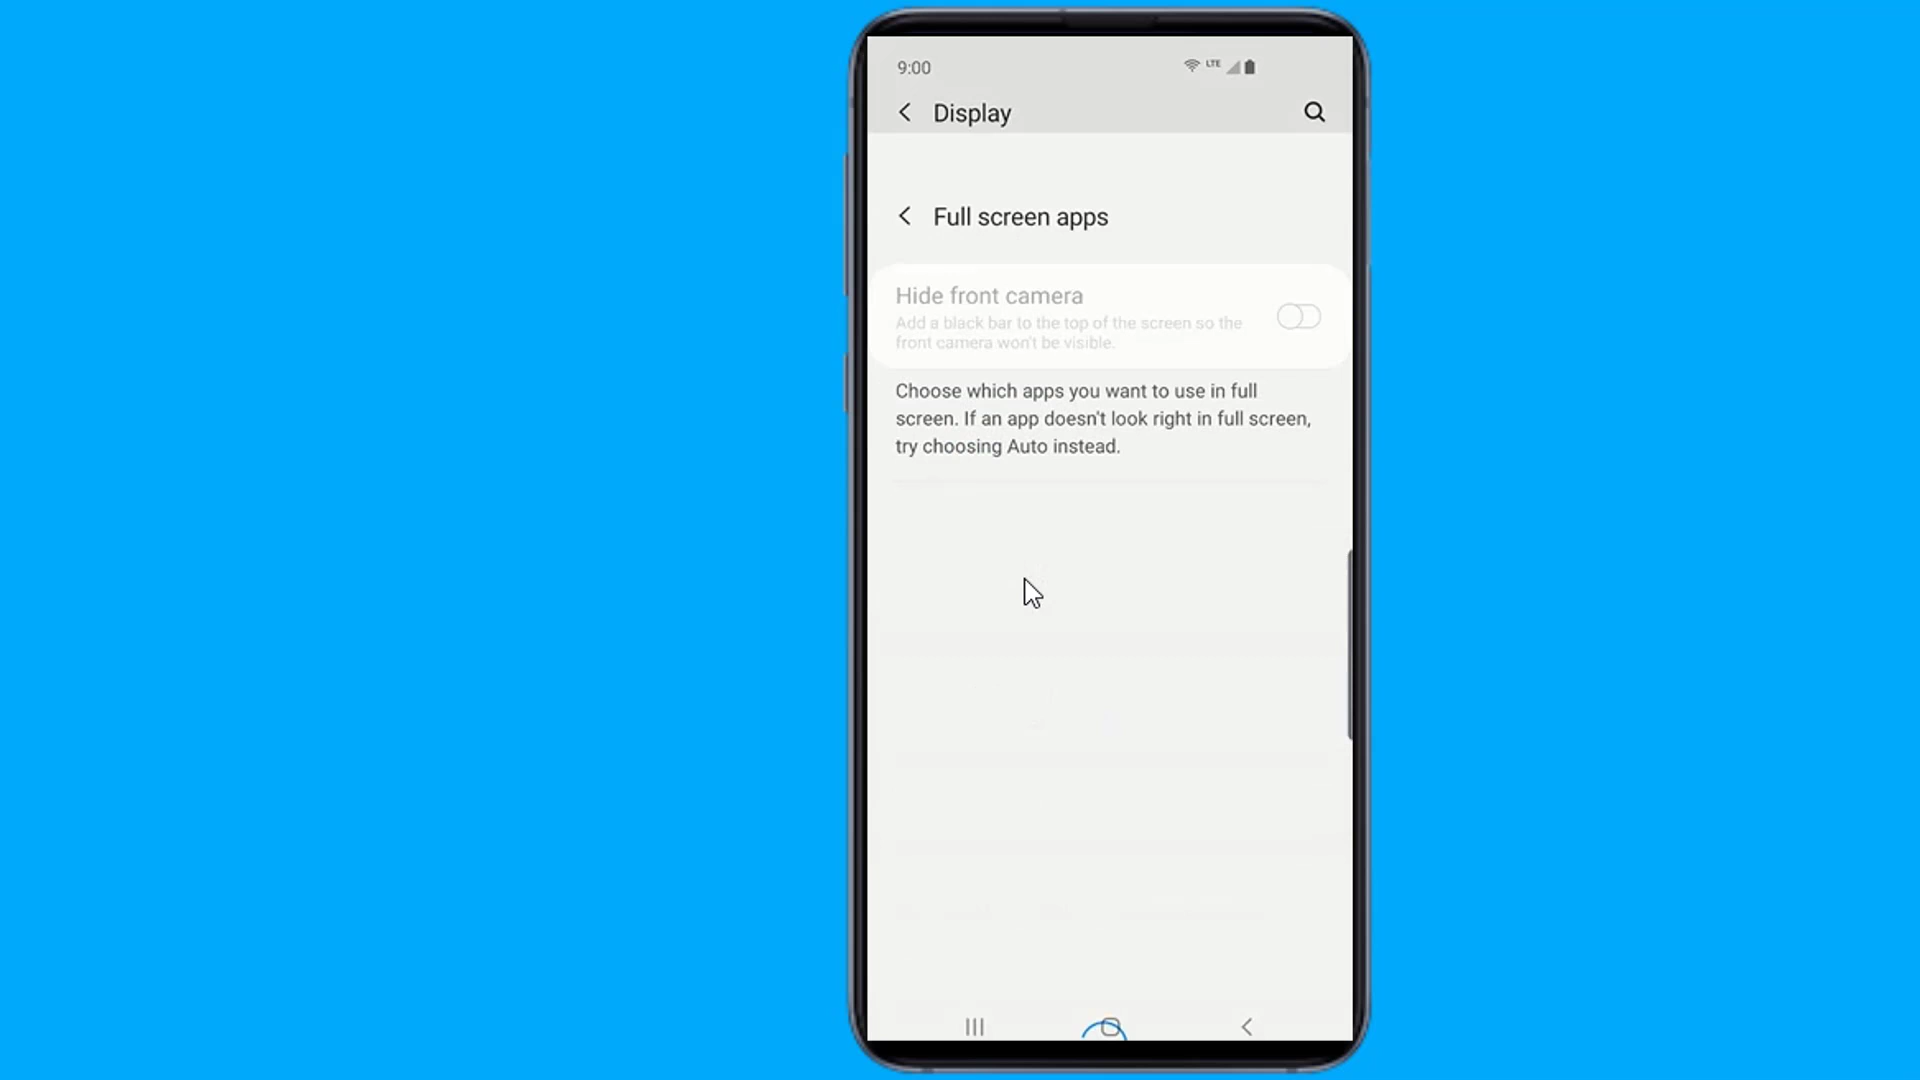 9:00
LTE
Display
Full screen apps
Hide front camera
Add a black bar to the top of the screen so the
front camera won't be visible.
Choose which apps you want to use in full
screen. If an app doesn't look right in full screen,
try choosing Auto instead.